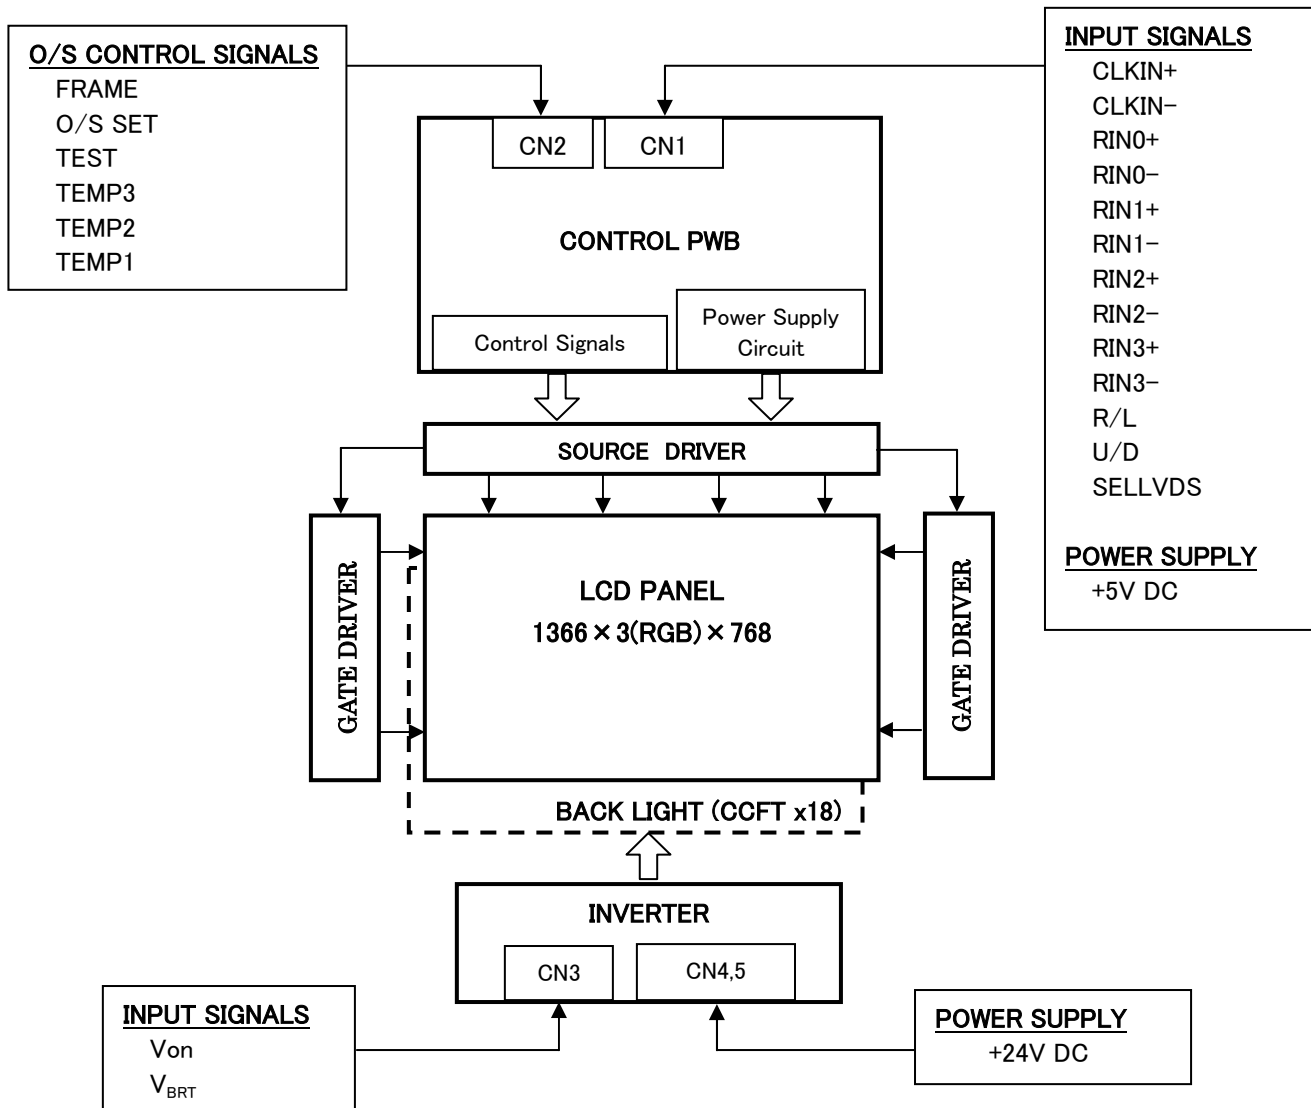 O/S CONTROL SIGNALS
FRAME
O/S SET
TEST
TEMP3
TEMP2
TEMP1
INPUT SIGNALS
CLKIN+
CLKIN−
RIN0+
RIN0−
RIN1+
RIN1−
RIN2+
RIN2−
RIN3+
RIN3−
R/L
U/D
SELLVDS
POWER SUPPLY
+5V DC
CN2
CN1
CONTROL PWB
Control Signals
Power Supply
Circuit
SOURCE DRIVER
GATE DRIVER
LCD PANEL
1366×3(RGB)×768
GATE DRIVER
BACK LIGHT (CCFT x18)
INVERTER
CN3
CN4,5
INPUT SIGNALS
Von
VBRT
POWER SUPPLY
+24V DC